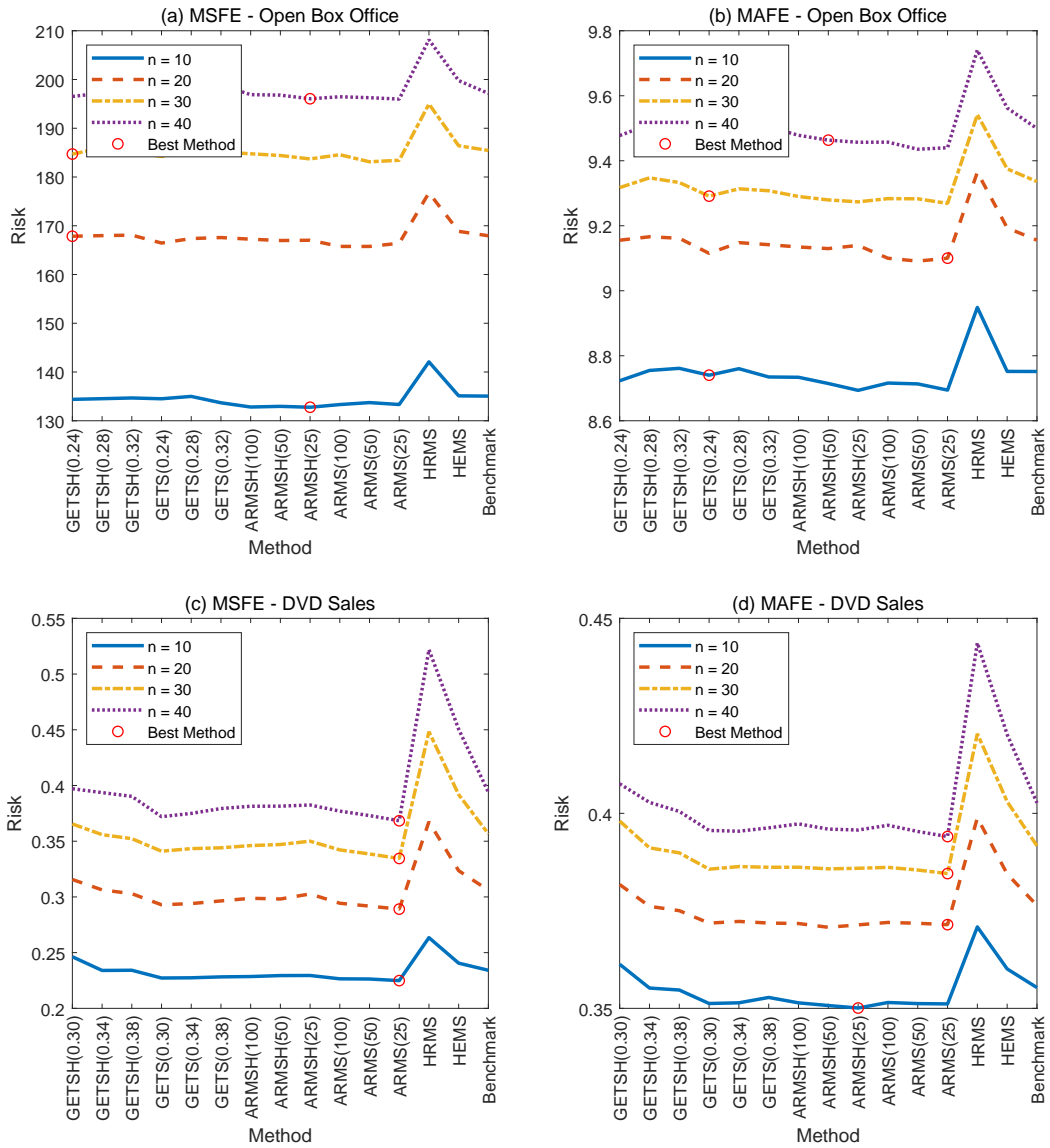 (a) MSFE - Open Box Office
210
200
190
180
170
160
150
140
130
Risk
n = 10
n = 20
n = 30
n = 40
Best Method
GETSH(0.24)
GETSH(0.28)
GETSH(0.32)
GETS(0.24)
GETS(0.28)
GETS(0.32)
ARMSH(100)
ARMSH(50)
ARMSH(25)
ARMS(100)
ARMS(50)
ARMS(25)
HRMS
HEMS
Benchmark
Method
(b) MAFE - Open Box Office
9.8
9.6
9.4
9.2
9
8.8
8.6
Risk
n = 10
n = 20
n = 30
n = 40
Best Method
GETSH(0.24)
GETSH(0.28)
GETSH(0.32)
GETS(0.24)
GETS(0.28)
GETS(0.32)
ARMSH(100)
ARMSH(50)
ARMSH(25)
ARMS(100)
ARMS(50)
ARMS(25)
HRMS
HEMS
Benchmark
Method
(c) MSFE - DVD Sales
0.55
0.5
0.45
0.4
0.35
0.3
0.25
0.2
Risk
n = 10
n = 20
n = 30
n = 40
Best Method
GETSH(0.30)
GETSH(0.34)
GETSH(0.38)
GETS(0.30)
GETS(0.34)
GETS(0.38)
ARMSH(100)
ARMSH(50)
ARMSH(25)
ARMS(100)
ARMS(50)
ARMS(25)
HRMS
HEMS
Benchmark
Method
(d) MAFE - DVD Sales
0.45
0.4
0.35
Risk
n = 10
n = 20
n = 30
n = 40
Best Method
GETSH(0.30)
GETSH(0.34)
GETSH(0.38)
GETS(0.30)
GETS(0.34)
GETS(0.38)
ARMSH(100)
ARMSH(50)
ARMSH(25)
ARMS(100)
ARMS(50)
ARMS(25)
HRMS
HEMS
Benchmark
Method